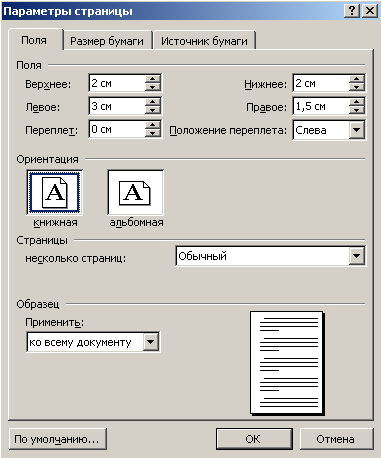 Параметры страницы
Поля Размер бумаги Источник бумаги
Поля
Верхнее: 2 см Нижнее: 2 см
Левое: 3 см Правое: 1,5 см
Переплет: 0 см Положение переплета: Слева
Ориентация
A A
книжная альбомная
Страницы
несколько страниц: Обычный
Образец
Применить:
ко всему документу
По умолчанию... ОК Отмена